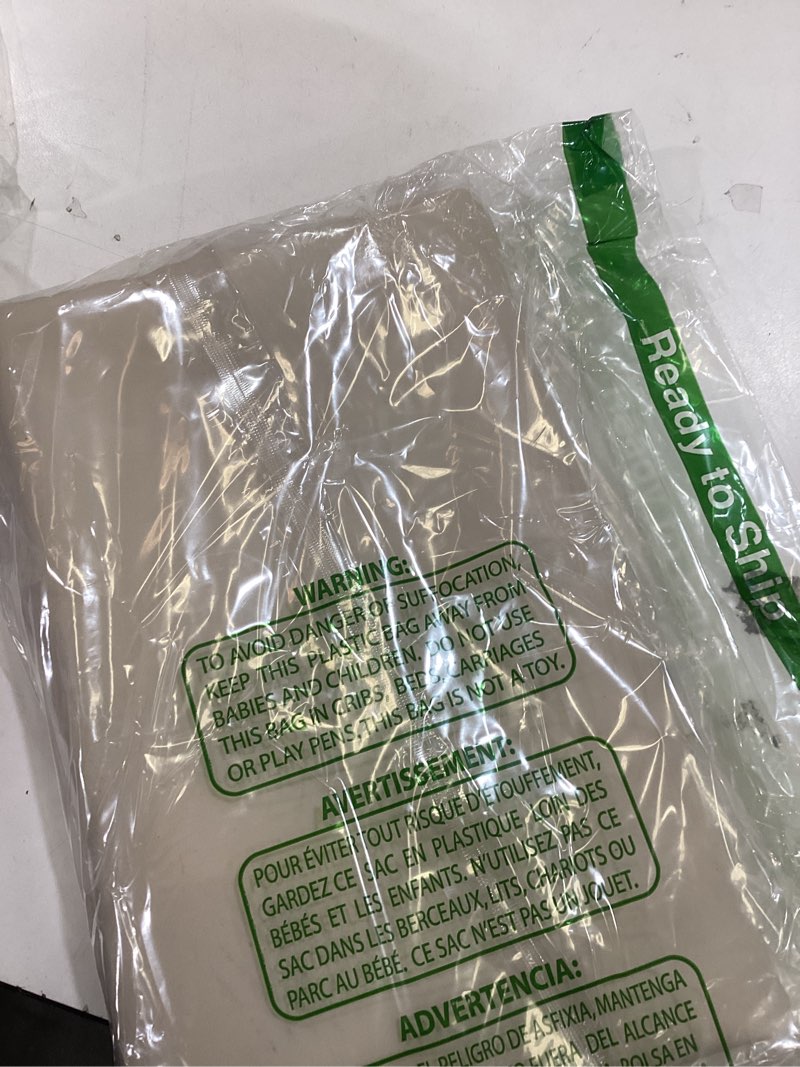 Ready to Ship
WARNING:
TO AVOID DANGER OF SUFFOCATION,
KEEP THIS PLASTIC BAG AWAY FROM
BABIES AND CHILDREN. DO NOT USE
THIS BAG IN CRIBS, BEDS, CARRIAGES
OR PLAY PENS. THIS BAG IS NOT A TOY.
AVERTISSEMENT:
POUR ÉVITER TOUT RISQUE D'ÉTOUFFEMENT,
GARDEZ CE SAC EN PLASTIQUE LOIN DES
BÉBÉS ET LES ENFANTS. N'UTILISEZ PAS CE
SAC DANS LES BERCEAUX, LITS, CHARIOTS OU
PARC AU BÉBÉ. CE SAC N'EST PAS UN JOUET.
ADVERTENCIA:
EL PELIGRO DE ASFIXIA, MANTENGA
FUERA DEL ALCANCE
BOLSA EN